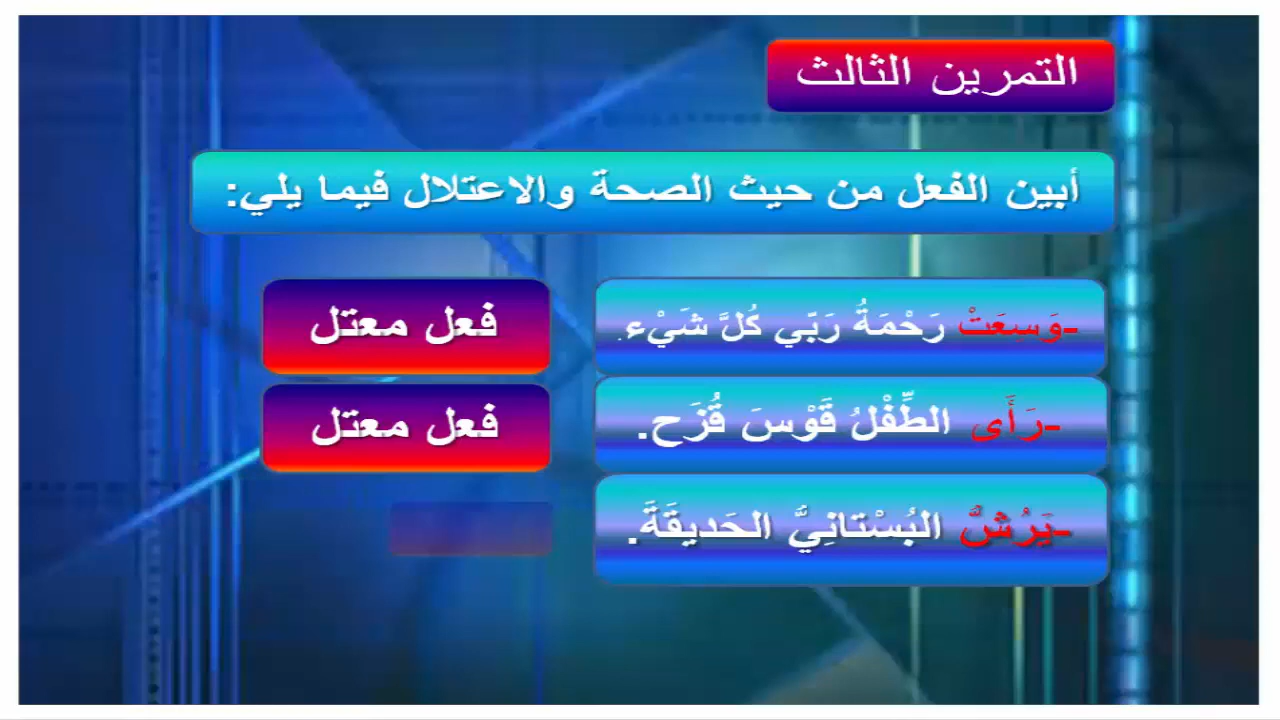 التمرين الثالث
أبين الفعل من حيث الصحة والاعتلال فيما يلي:
-وَسِعَتْ رَحْمَةُ رَبّي كُلَّ شَيْء.
فعل معتل
-رَأَى الطِّفْلُ قَوْسَ قُزَح.
فعل معتل
-يَرُشُّ البُسْتانِيُّ الحَديقَةَ.